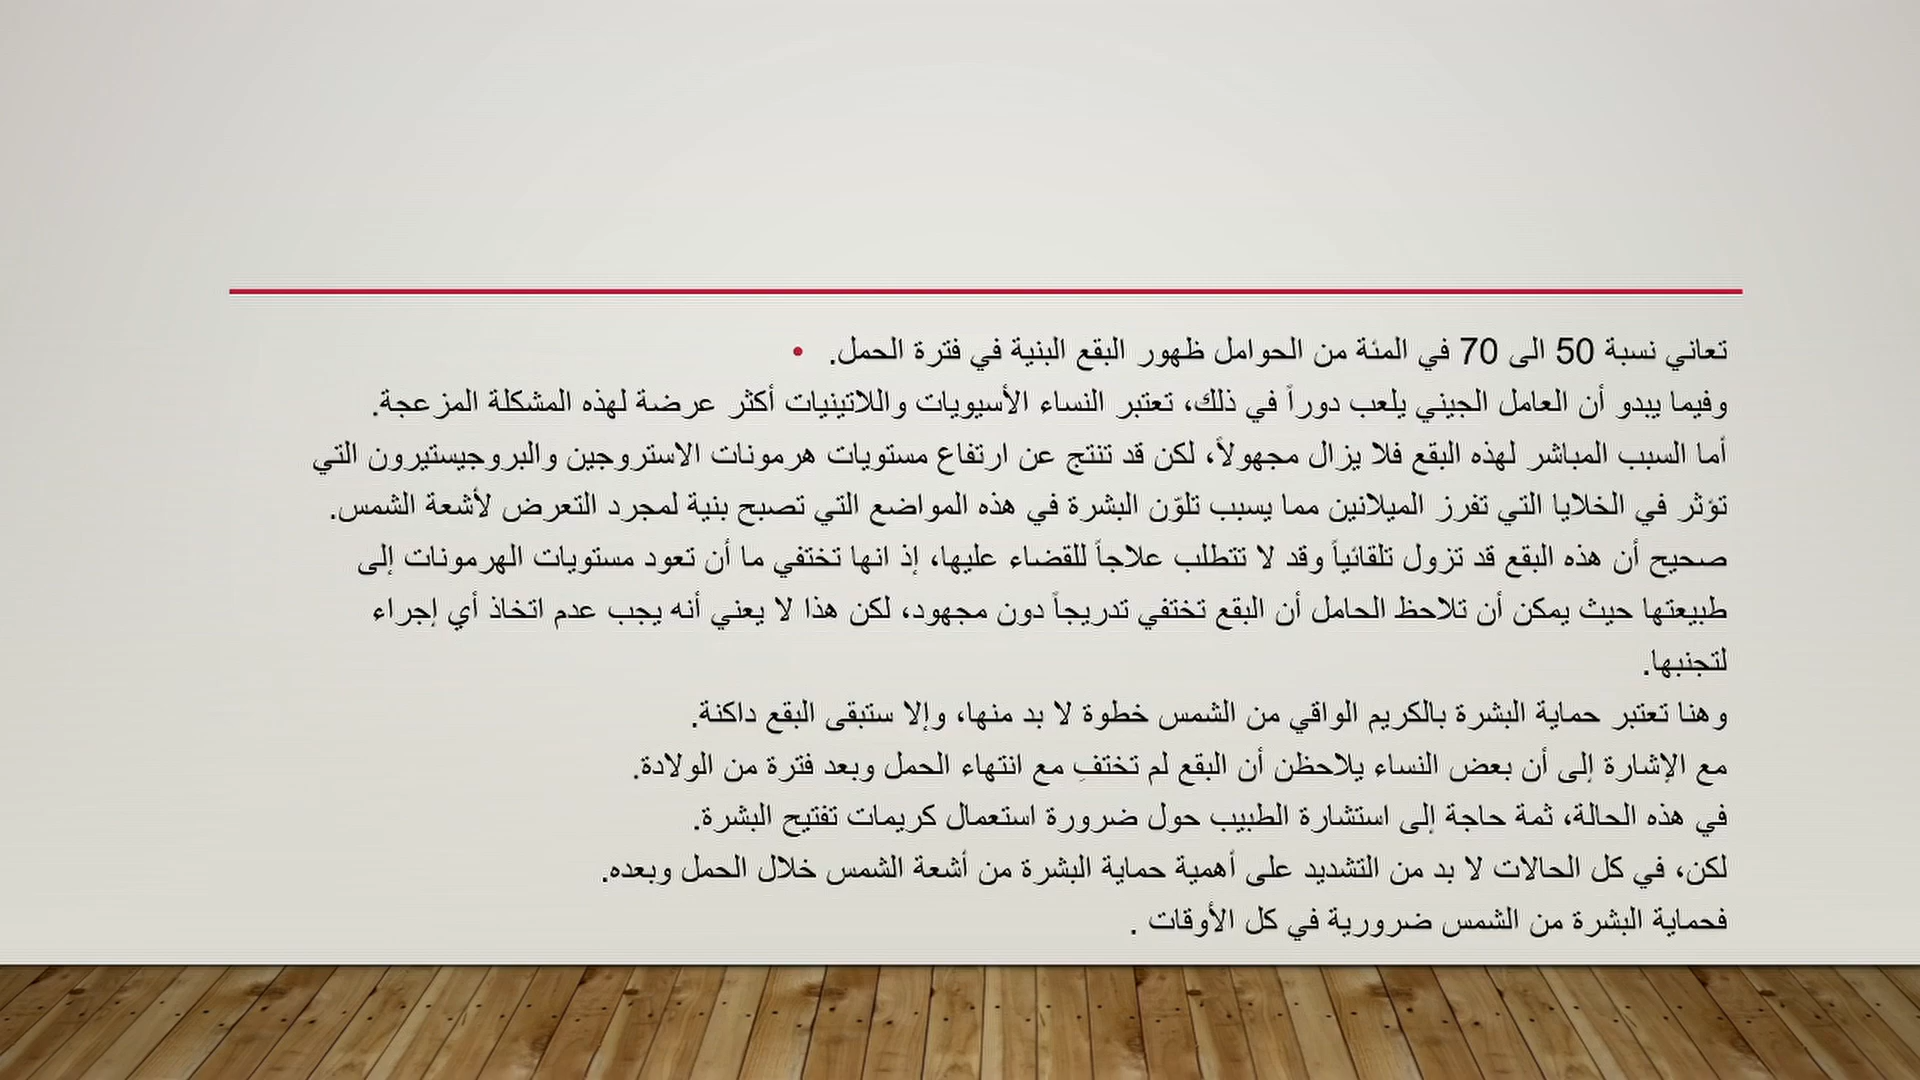 تعاني نسبة 50 الى 70 في المئة من الحوامل ظهور البقع البنية في فترة الحمل. •
وفيما يبدو أن العامل الجيني يلعب دوراً في ذلك، تعتبر النساء الأسيويات واللاتينيات أكثر عرضة لهذه المشكلة المزعجة.
أما السبب المباشر لهذه البقع فلا يزال مجهولاً، لكن قد تنتج عن ارتفاع مستويات هرمونات الاستروجين والبروجيستيرون التي
تؤثر في الخلايا التي تفرز الميلانين مما يسبب تلوّن البشرة في هذه المواضع التي تصبح بنية لمجرد التعرض لأشعة الشمس.
صحيح أن هذه البقع قد تزول تلقائياً وقد لا تتطلب علاجاً للقضاء عليها، إذ انها تختفي ما أن تعود مستويات الهرمونات إلى
طبيعتها حيث يمكن أن تلاحظ الحامل أن البقع تختفي تدريجاً دون مجهود، لكن هذا لا يعني أنه يجب عدم اتخاذ أي إجراء
لتجنبها.
وهنا تعتبر حماية البشرة بالكريم الواقي من الشمس خطوة لا بد منها، وإلا ستبقى البقع داكنة.
مع الإشارة إلى أن بعض النساء يلاحظن أن البقع لم تختفِ مع انتهاء الحمل وبعد فترة من الولادة.
في هذه الحالة، ثمة حاجة إلى استشارة الطبيب حول ضرورة استعمال كريمات تفتيح البشرة.
لكن، في كل الحالات لا بد من التشديد على أهمية حماية البشرة من أشعة الشمس خلال الحمل وبعده.
فحماية البشرة من الشمس ضرورية في كل الأوقات .